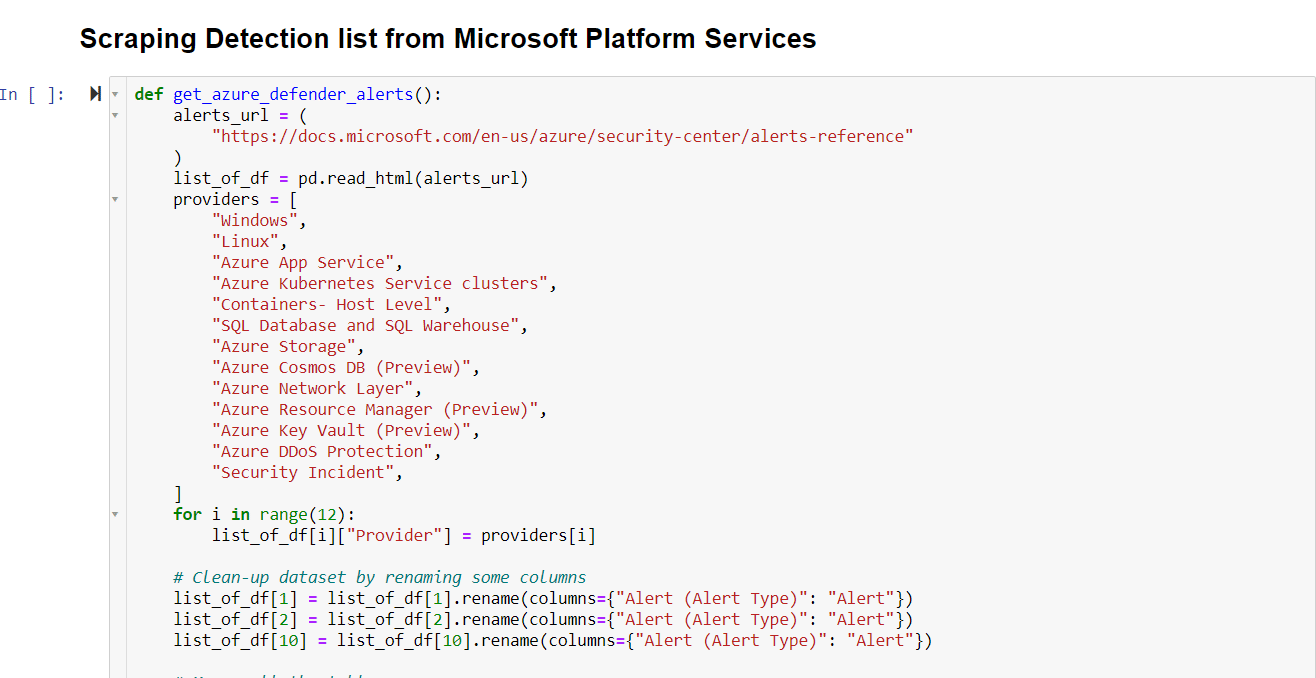 Scraping Detection list from Microsoft Platform Services
In [ ]:
def get_azure_defender_alerts():
    alerts_url = (
        "https://docs.microsoft.com/en-us/azure/security-center/alerts-reference"
    )
    list_of_df = pd.read_html(alerts_url)
    providers = [
        "Windows",
        "Linux",
        "Azure App Service",
        "Azure Kubernetes Service clusters",
        "Containers- Host Level",
        "SQL Database and SQL Warehouse",
        "Azure Storage",
        "Azure Cosmos DB (Preview)",
        "Azure Network Layer",
        "Azure Resource Manager (Preview)",
        "Azure Key Vault (Preview)",
        "Azure DDoS Protection",
        "Security Incident",
    ]
    for i in range(12):
        list_of_df[i]["Provider"] = providers[i]
    # Clean-up dataset by renaming some columns
    list_of_df[1] = list_of_df[1].rename(columns={"Alert (Alert Type)": "Alert"})
    list_of_df[2] = list_of_df[2].rename(columns={"Alert (Alert Type)": "Alert"})
    list_of_df[10] = list_of_df[10].rename(columns={"Alert (Alert Type)": "Alert"})